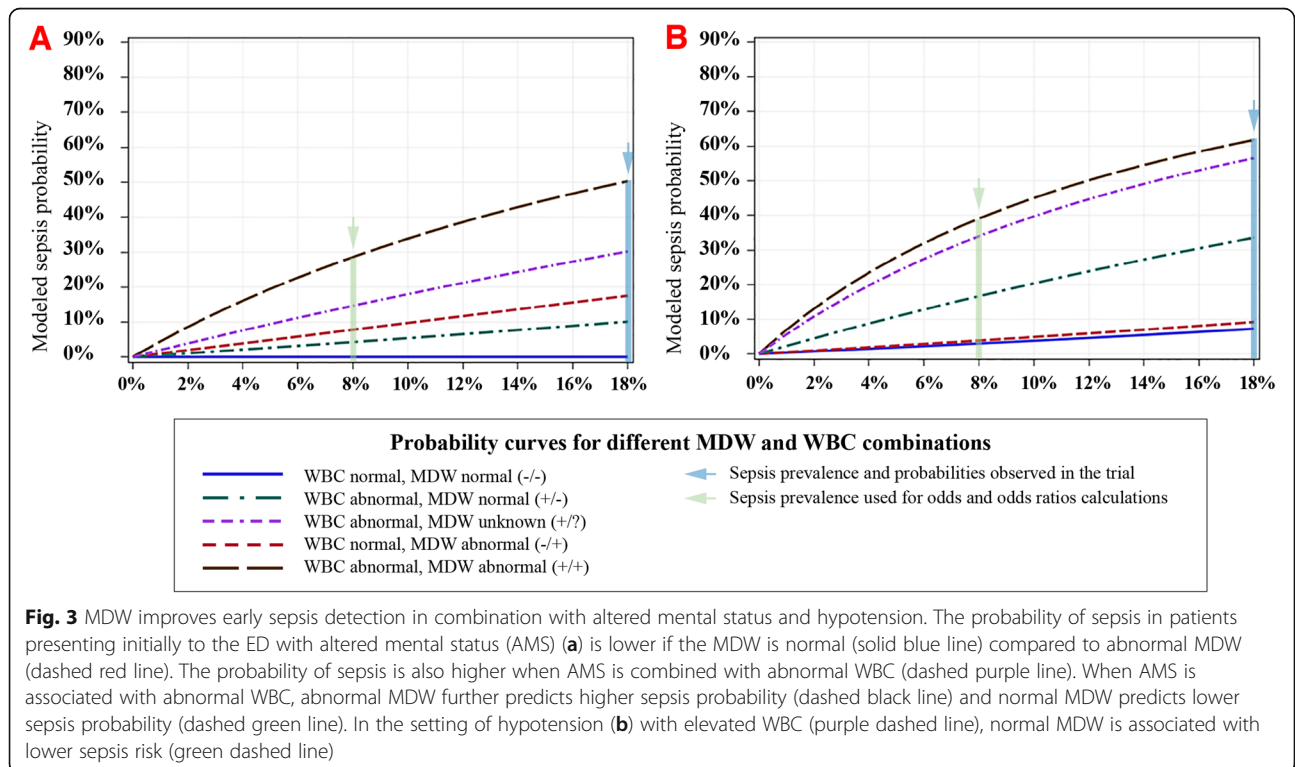 A
B
90%
80%
70%
60%
50%
40%
30%
20%
10%
0%
Modeled sepsis probability
0% 2% 4% 6% 8% 10% 12% 14% 16% 18%
90%
80%
70%
60%
50%
40%
30%
20%
10%
0%
Modeled sepsis probability
0% 2% 4% 6% 8% 10% 12% 14% 16% 18%
Probability curves for different MDW and WBC combinations
WBC normal, MDW normal (-/-)
WBC abnormal, MDW normal (+/-)
WBC abnormal, MDW unknown (+/?)
WBC normal, MDW abnormal (-/+)
WBC abnormal, MDW abnormal (+/+)
Sepsis prevalence and probabilities observed in the trial
Sepsis prevalence used for odds and odds ratios calculations
Fig. 3 MDW improves early sepsis detection in combination with altered mental status and hypotension. The probability of sepsis in patients
presenting initially to the ED with altered mental status (AMS) (a) is lower if the MDW is normal (solid blue line) compared to abnormal MDW
(dashed red line). The probability of sepsis is also higher when AMS is combined with abnormal WBC (dashed purple line). When AMS is
associated with abnormal WBC, abnormal MDW further predicts higher sepsis probability (dashed black line) and normal MDW predicts lower
sepsis probability (dashed green line). In the setting of hypotension (b) with elevated WBC (purple dashed line), normal MDW is associated with
lower sepsis risk (green dashed line)